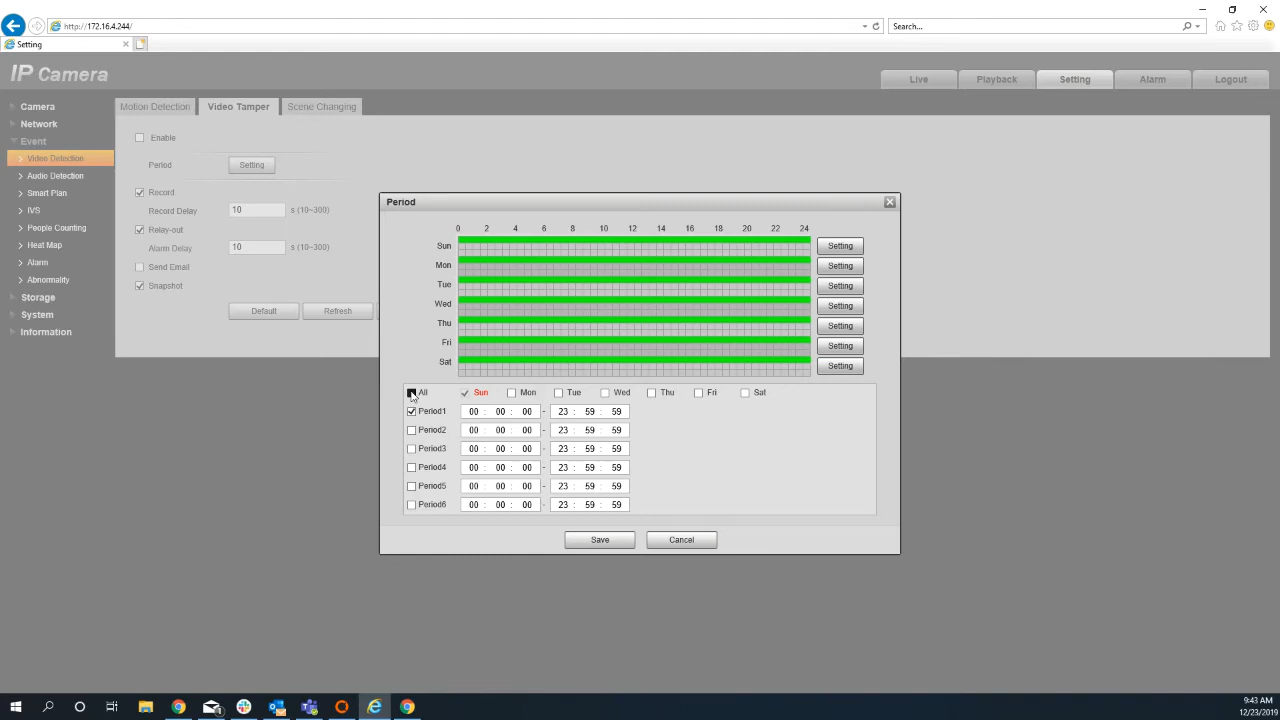 http://172.16.4.244/
Search...
Setting
IP Camera
Live Playback Setting Alarm Logout
Camera
Network
Event
Video Detection
Audio Detection
Smart Plan
IVS
People Counting
Heat Map
Alarm
Abnormality
Storage
System
Information
Motion Detection Video Tamper Scene Changing
Enable
Period Setting
Record
Record Delay 10 s (10~300)
Relay-out
Alarm Delay 10 s (10~300)
Send Email
Snapshot
Default Refresh
Period
0 2 4 6 8 10 12 14 16 18 20 22 24
Sun Setting
Mon Setting
Tue Setting
Wed Setting
Thu Setting
Fri Setting
Sat Setting
All Sun Mon Tue Wed Thu Fri Sat
Period1 00 : 00 : 00 - 23 : 59 : 59
Period2 00 : 00 : 00 - 23 : 59 : 59
Period3 00 : 00 : 00 - 23 : 59 : 59
Period4 00 : 00 : 00 - 23 : 59 : 59
Period5 00 : 00 : 00 - 23 : 59 : 59
Period6 00 : 00 : 00 - 23 : 59 : 59
Save Cancel
9:43 AM
12/23/2019